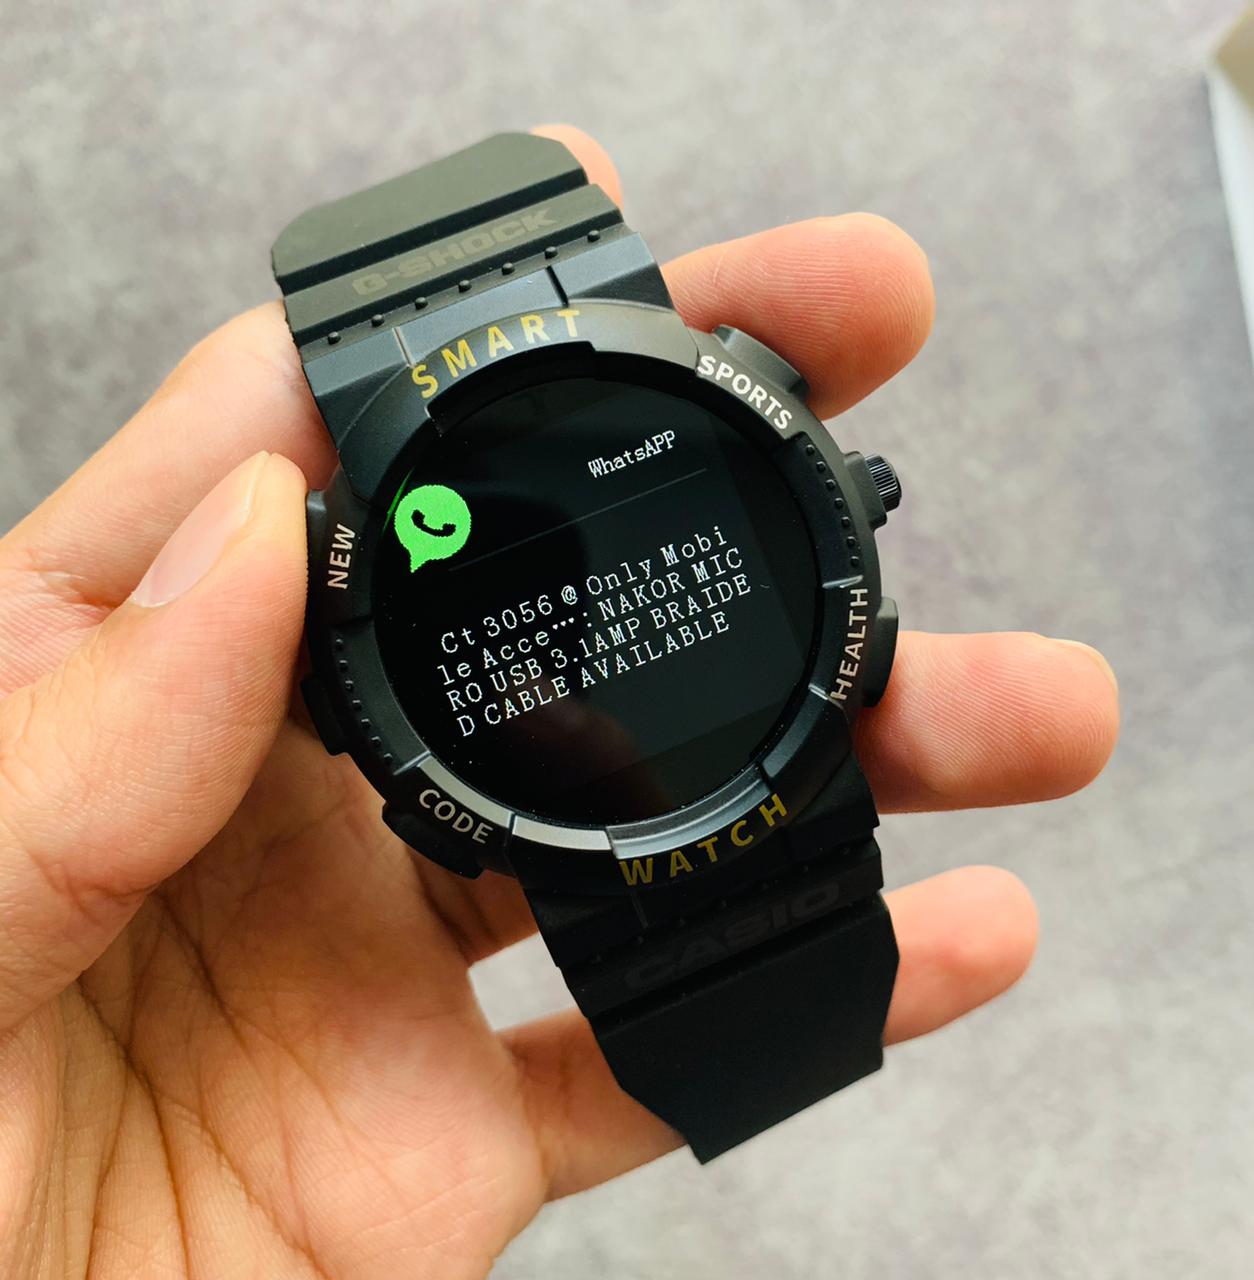 G-SHOCK
SMART
SPORTS
WhatsAPP
NEW
Ct 3056 @ Only Mobi
le Acce…. NAKOR MIC
RO USB 3.1AMP BRAIDE
D CABLE AVAILABLE
HEALTH
CODE
WATCH
CASIO